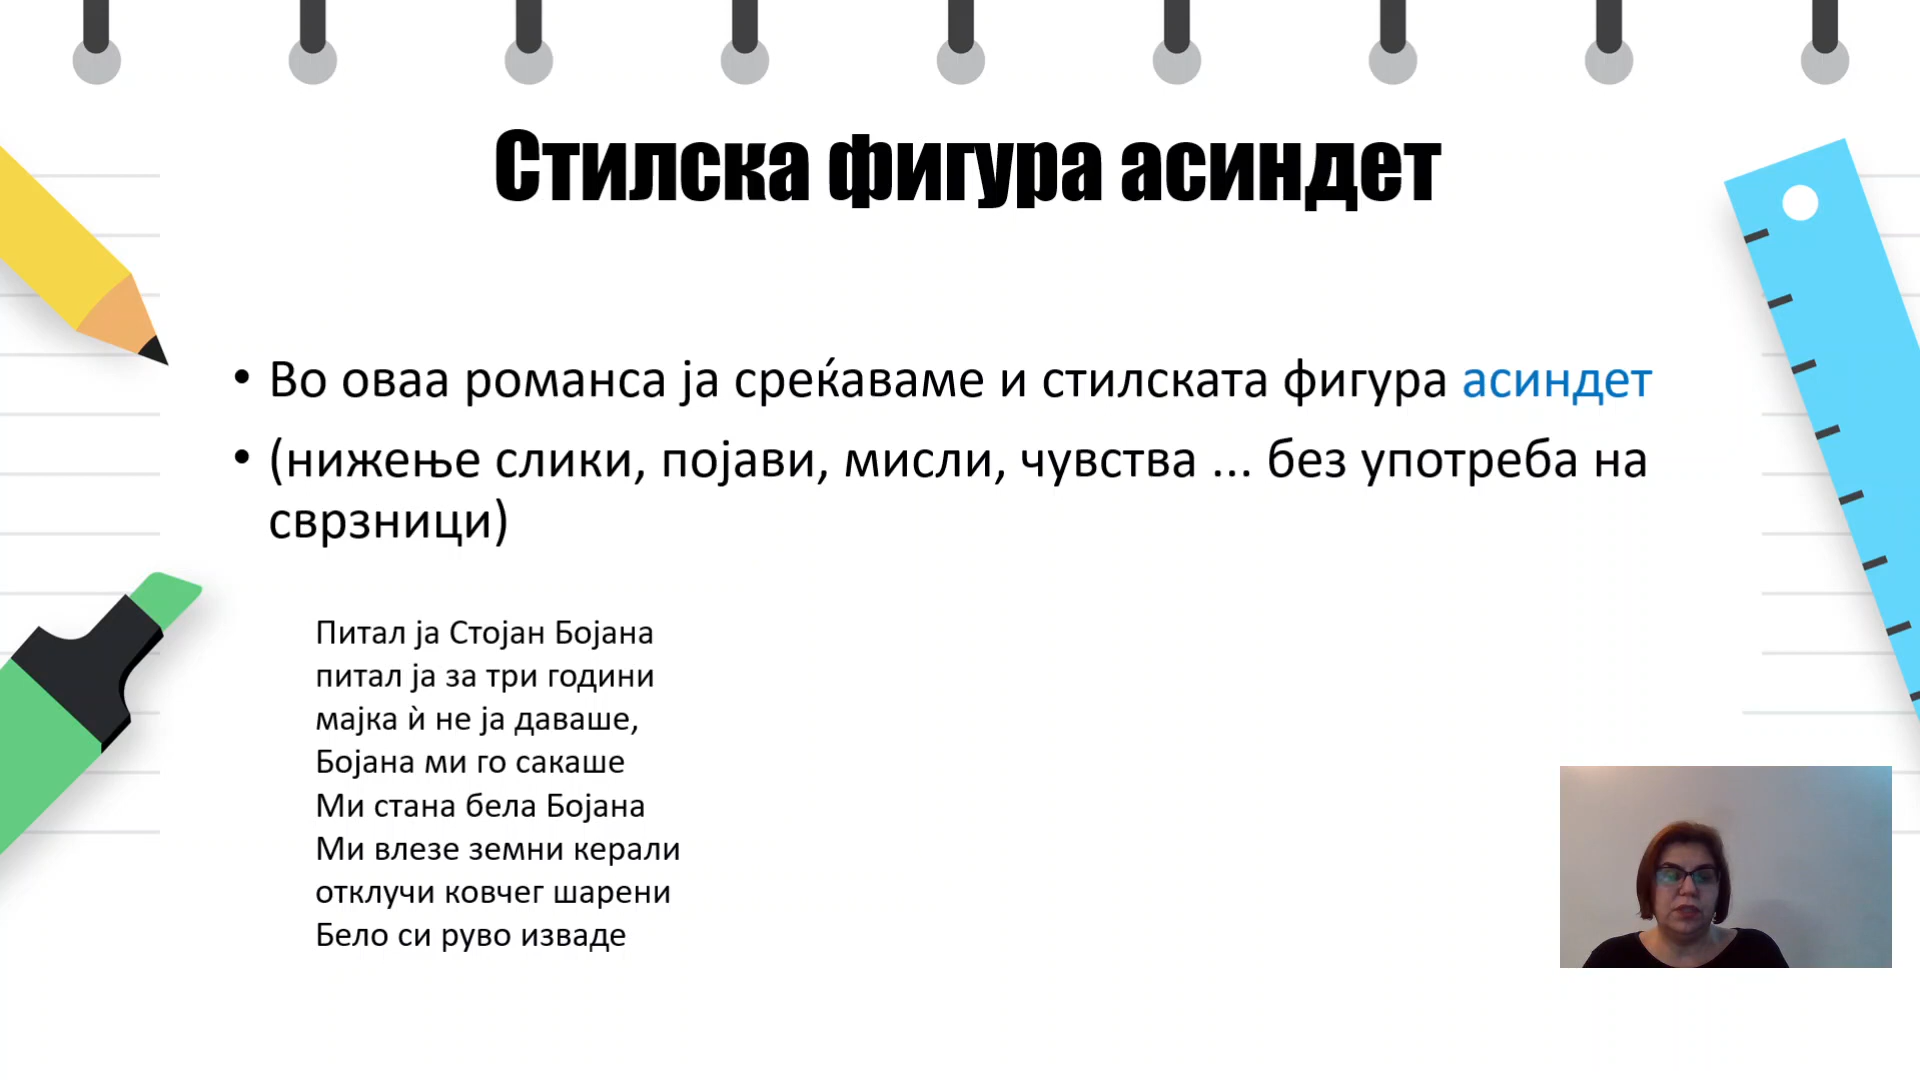 Стилска фигура асиндет
• Во оваа романса ја среќаваме и стилската фигура асиндет
• (нижење слики, појави, мисли, чувства ... без употреба на
сврзници)
Питал ја Стојан Бојана
питал ја за три години
мајка ѝ не ја даваше,
Бојана ми го сакаше
Ми стана бела Бојана
Ми влезе земни керали
отклучи ковчег шарени
Бело си руво изваде